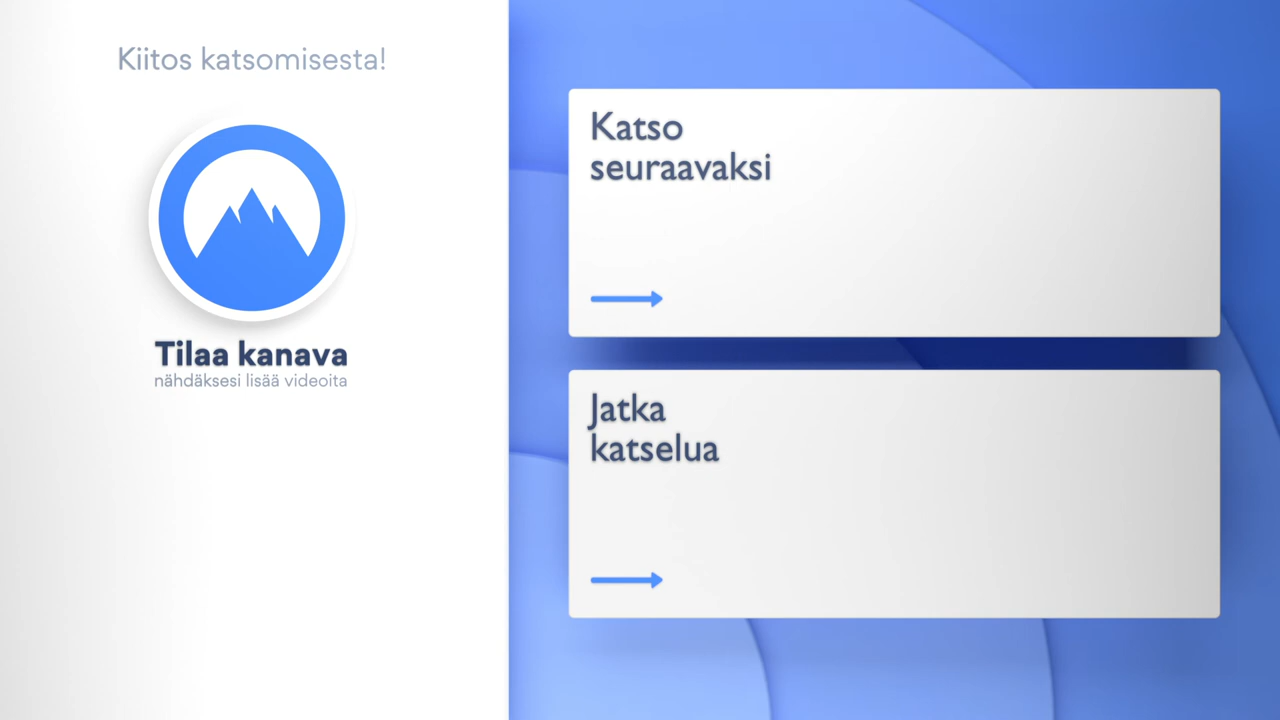 Kiitos katsomisesta!
Tilaa kanava
nähdäksesi lisää videoita
Katso
seuraavaksi
Jatka
katselua